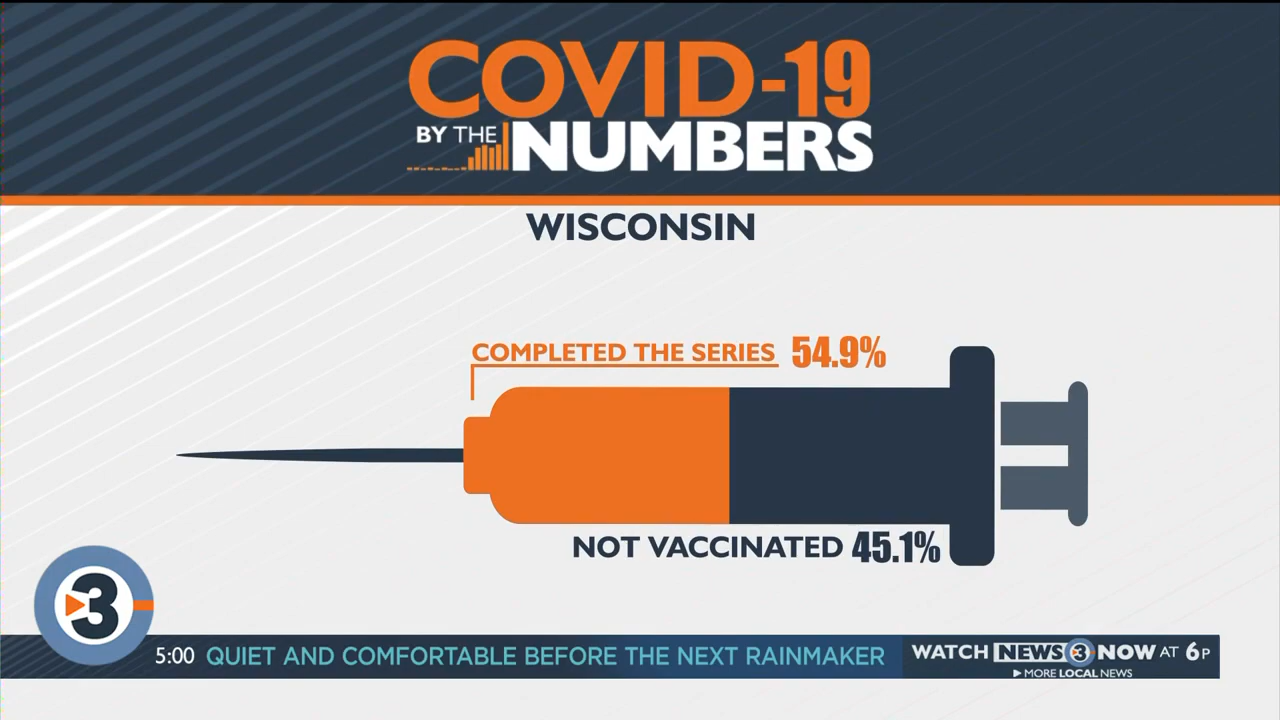 COVID-19
BY THE NUMBERS
WISCONSIN
COMPLETED THE SERIES 54.9%
NOT VACCINATED 45.1%
3
5:00 QUIET AND COMFORTABLE BEFORE THE NEXT RAINMAKER
WATCH NEWS 3 NOW AT 6P
MORE LOCAL NEWS